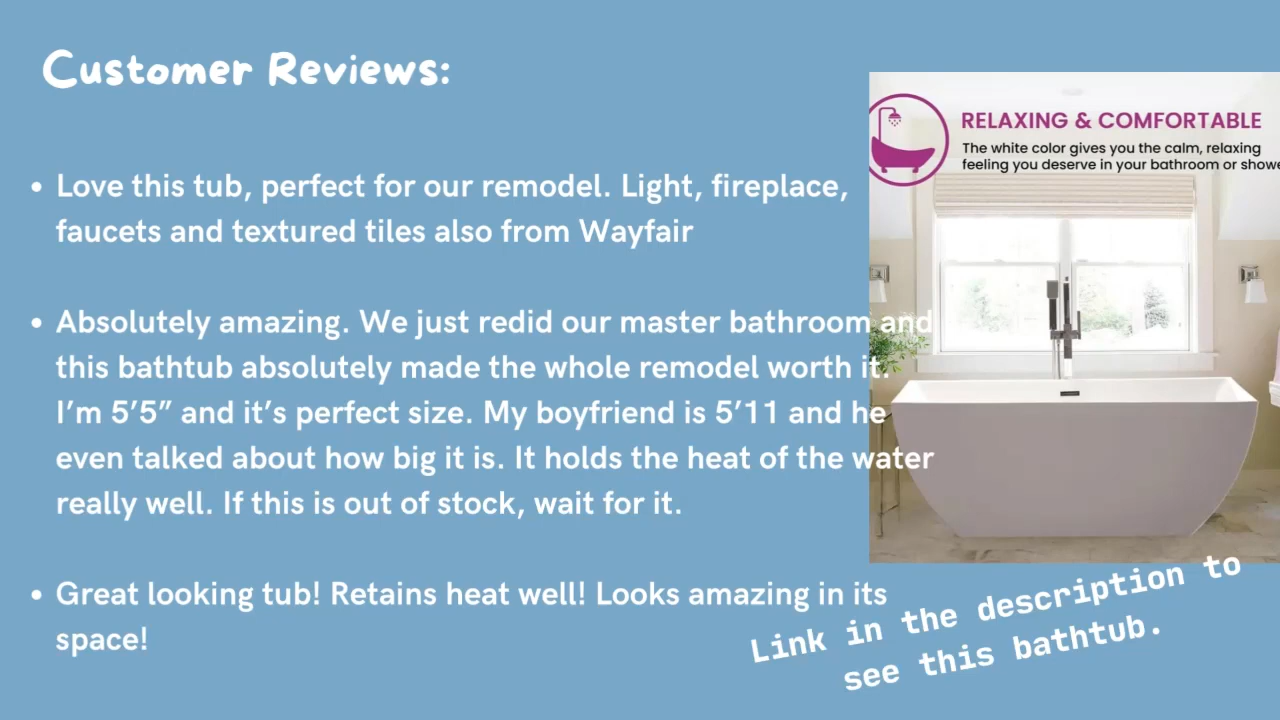 Customer Reviews:
• Love this tub, perfect for our remodel. Light, fireplace,
faucets and textured tiles also from Wayfair
• Absolutely amazing. We just redid our master bathroom and
this bathtub absolutely made the whole remodel worth it.
I’m 5’5” and it’s perfect size. My boyfriend is 5’11 and he
even talked about how big it is. It holds the heat of the water
really well. If this is out of stock, wait for it.
• Great looking tub! Retains heat well! Looks amazing in its
space!
RELAXING & COMFORTABLE
The white color gives you the calm, relaxing
feeling you deserve in your bathroom or showe
Link in the description to
see this bathtub.